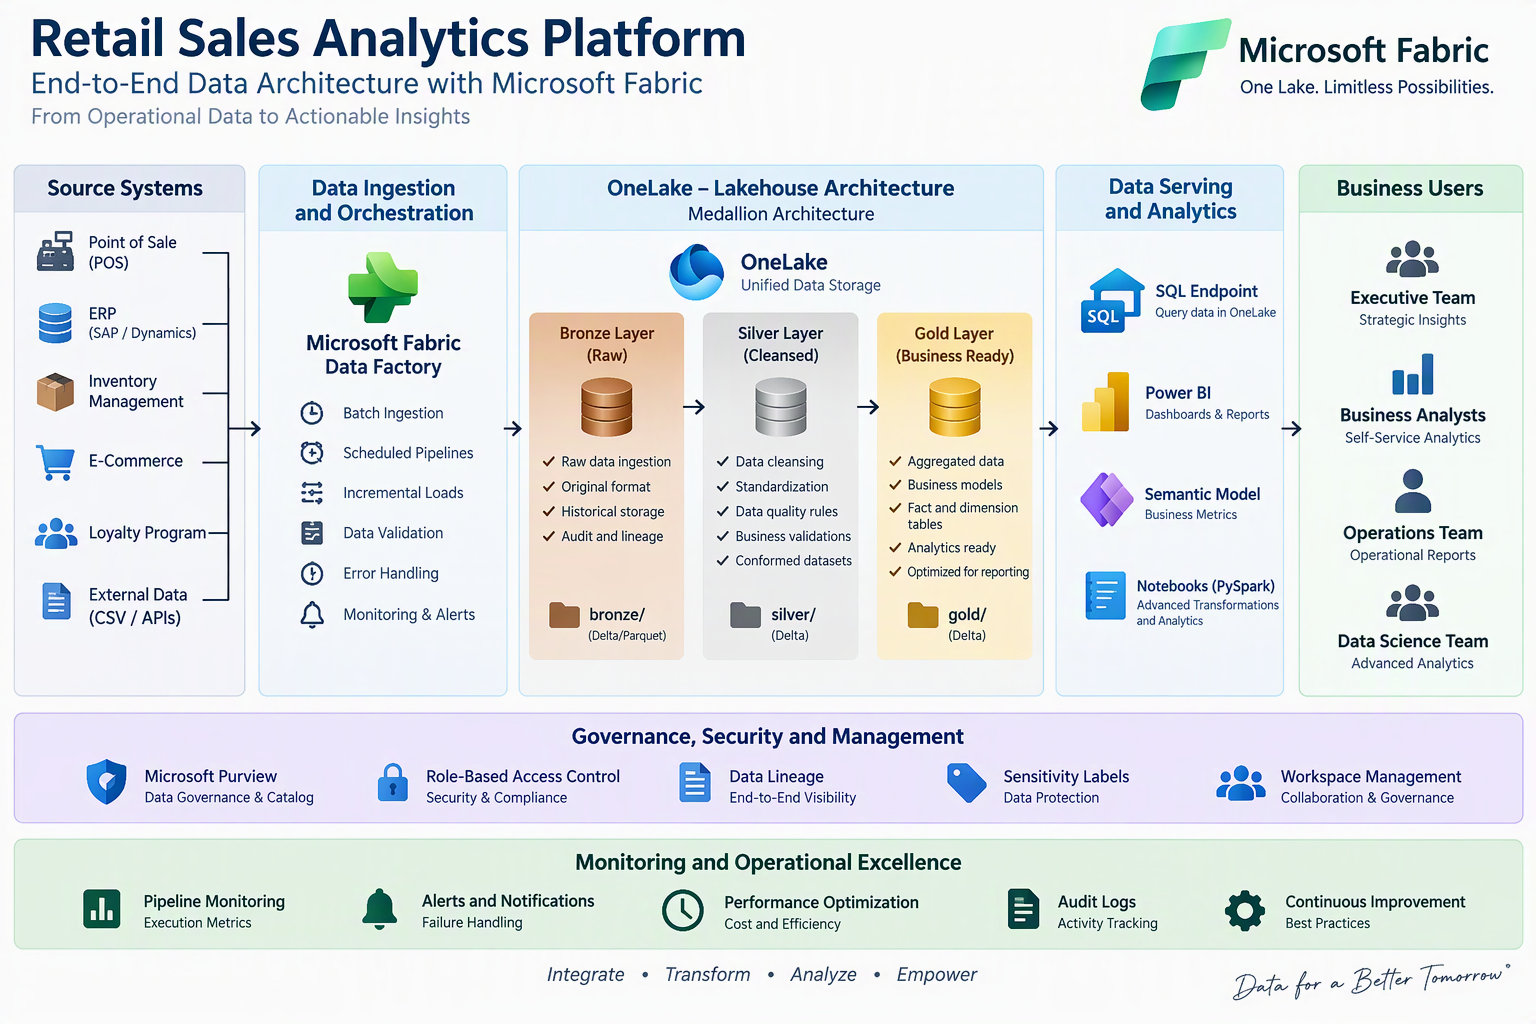 Retail Sales Analytics Platform
End-to-End Data Architecture with Microsoft Fabric
From Operational Data to Actionable Insights
Microsoft Fabric
One Lake. Limitless Possibilities.
Source Systems
Point of Sale
(POS)
ERP
(SAP / Dynamics)
Inventory
Management
E-Commerce
Loyalty Program
External Data
(CSV / APIs)
Data Ingestion
and Orchestration
Microsoft Fabric
Data Factory
Batch Ingestion
Scheduled Pipelines
Incremental Loads
Data Validation
Error Handling
Monitoring & Alerts
OneLake – Lakehouse Architecture
Medallion Architecture
OneLake
Unified Data Storage
Bronze Layer
(Raw)
Raw data ingestion
Original format
Historical storage
Audit and lineage
bronze/
(Delta/Parquet)
Silver Layer
(Cleansed)
Data cleansing
Standardization
Data quality rules
Business validations
Conformed datasets
silver/
(Delta)
Gold Layer
(Business Ready)
Aggregated data
Business models
Fact and dimension
tables
Analytics ready
Optimized for reporting
gold/
(Delta)
Data Serving
and Analytics
SQL
SQL Endpoint
Query data in OneLake
Power BI
Dashboards & Reports
Semantic Model
Business Metrics
Notebooks (PySpark)
Advanced Transformations
and Analytics
Business Users
Executive Team
Strategic Insights
Business Analysts
Self-Service Analytics
Operations Team
Operational Reports
Data Science Team
Advanced Analytics
Governance, Security and Management
Microsoft Purview
Data Governance & Catalog
Role-Based Access Control
Security & Compliance
Data Lineage
End-to-End Visibility
Sensitivity Labels
Data Protection
Workspace Management
Collaboration & Governance
Monitoring and Operational Excellence
Pipeline Monitoring
Execution Metrics
Alerts and Notifications
Failure Handling
Performance Optimization
Cost and Efficiency
Audit Logs
Activity Tracking
Continuous Improvement
Best Practices
Integrate • Transform • Analyze • Empower
Data for a Better Tomorrow